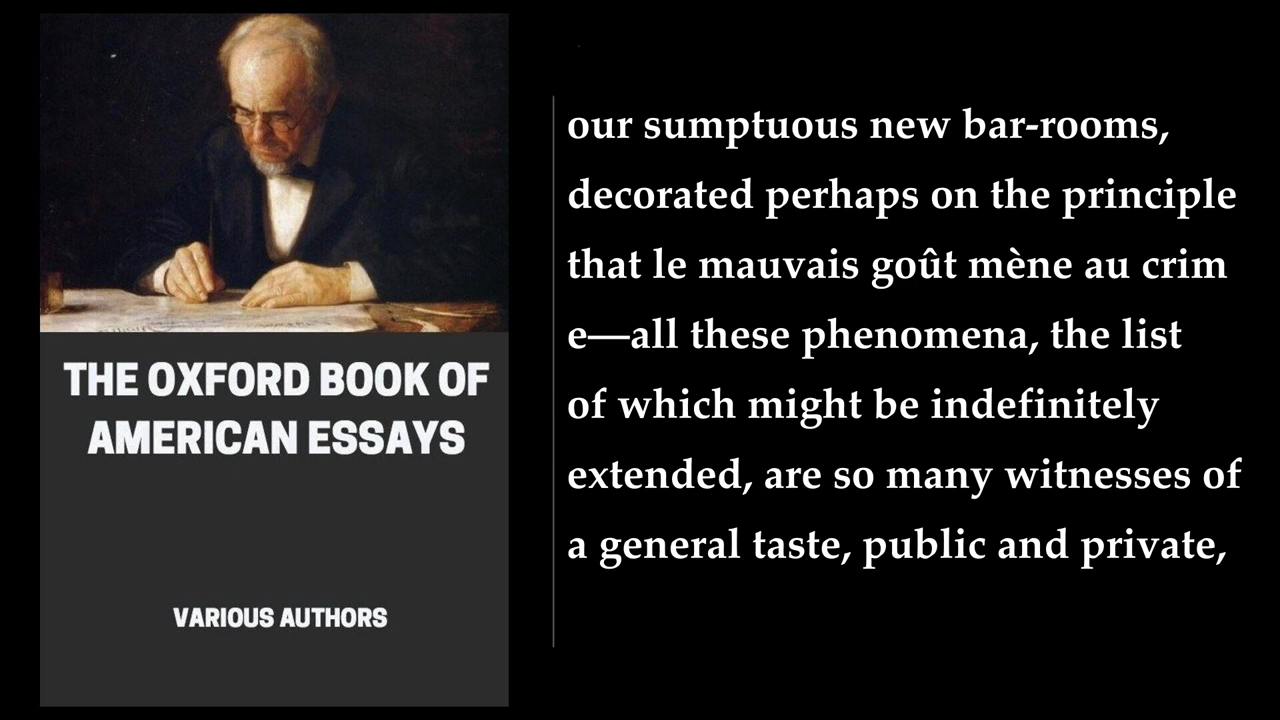 THE OXFORD BOOK OF
AMERICAN ESSAYS
VARIOUS AUTHORS
our sumptuous new bar-rooms,
decorated perhaps on the principle
that le mauvais goût mène au crim
e—all these phenomena, the list
of which might be indefinitely
extended, are so many witnesses of
a general taste, public and private,